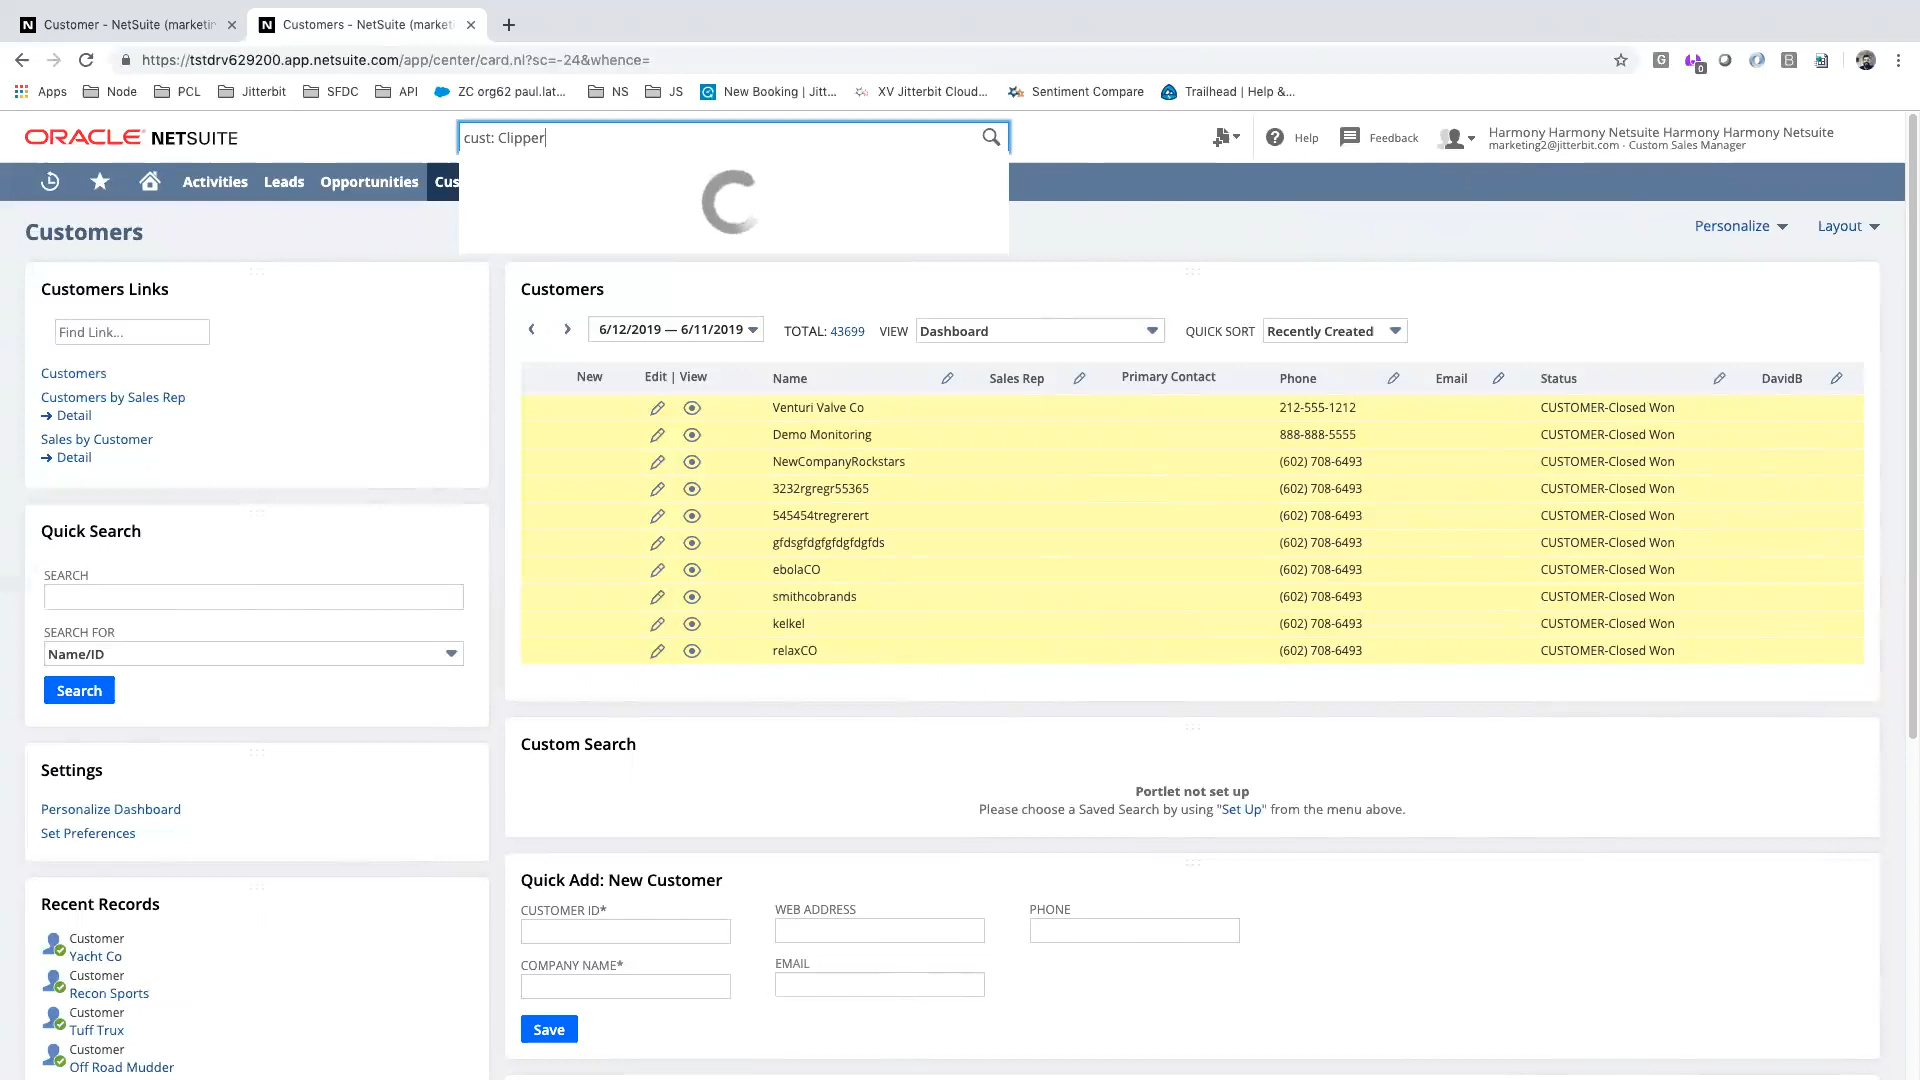 Customer - NetSuite (marketin
Customers - NetSuite (market
https://tstdrv629200.app.netsuite.com/app/center/card.nl?sc=-24&whence=
Apps
Node
PCL
Jitterbit
SFDC
API
ZC org62 paul.lat...
NS
JS
New Booking | Jitt...
XV Jitterbit Cloud...
Sentiment Compare
Trailhead | Help &...
ORACLE NETSUITE
cust: Clipper
Help
Feedback
Harmony Harmony Netsuite Harmony Harmony Netsuite
marketing2@jitterbit.com - Custom Sales Manager
Activities
Leads
Opportunities
Cus
Customers
Personalize
Layout
Customers Links
Find Link...
Customers
Customers by Sales Rep
Detail
Sales by Customer
Detail
Quick Search
SEARCH
SEARCH FOR
Name/ID
Search
Settings
Personalize Dashboard
Set Preferences
Recent Records
Customer
Yacht Co
Customer
Recon Sports
Customer
Tuff Trux
Customer
Off Road Mudder
Customers
6/12/2019 — 6/11/2019
TOTAL: 43699
VIEW
Dashboard
QUICK SORT
Recently Created
New
Edit | View
Name
Sales Rep
Primary Contact
Phone
Email
Status
DavidB
Venturi Valve Co 212-555-1212 CUSTOMER-Closed Won
Demo Monitoring 888-888-5555 CUSTOMER-Closed Won
NewCompanyRockstars (602) 708-6493 CUSTOMER-Closed Won
3232rgregr55365 (602) 708-6493 CUSTOMER-Closed Won
545454tregrerert (602) 708-6493 CUSTOMER-Closed Won
gfdsgfdgfgfdgfdgfds (602) 708-6493 CUSTOMER-Closed Won
ebolaCO (602) 708-6493 CUSTOMER-Closed Won
smithcobrands (602) 708-6493 CUSTOMER-Closed Won
kelkel (602) 708-6493 CUSTOMER-Closed Won
relaxCO (602) 708-6493 CUSTOMER-Closed Won
Custom Search
Portlet not set up
Please choose a Saved Search by using "Set Up" from the menu above.
Quick Add: New Customer
CUSTOMER ID*
WEB ADDRESS
PHONE
COMPANY NAME*
EMAIL
Save